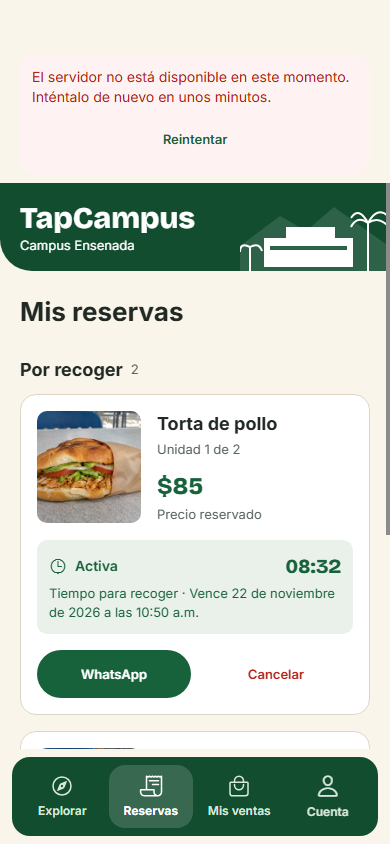 El servidor no está disponible en este momento.
Inténtalo de nuevo en unos minutos.
Reintentar
TapCampus
Campus Ensenada
Mis reservas
Por recoger 2
Torta de pollo
Unidad 1 de 2
$85
Precio reservado
Activa 08:32
Tiempo para recoger · Vence 22 de noviembre
de 2026 a las 10:50 a.m.
WhatsApp Cancelar
Explorar Reservas Mis ventas Cuenta